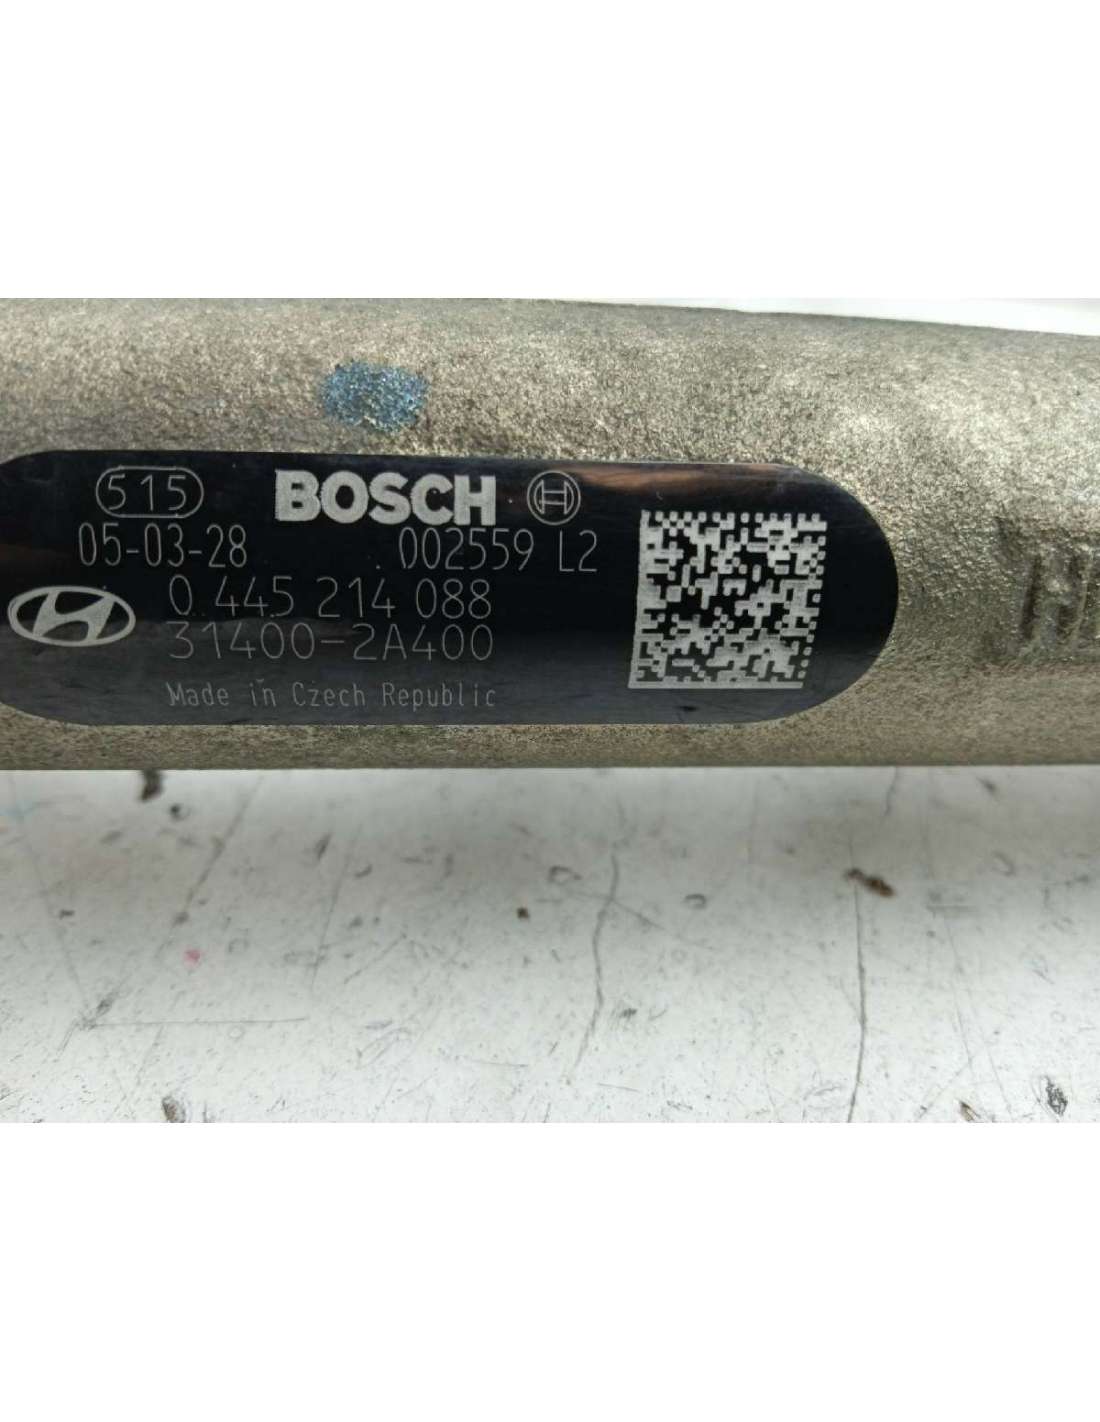 515 BOSCH
05-03-28 002559 L2
0 445 214 088
31400-2A400
Made in Czech Republic